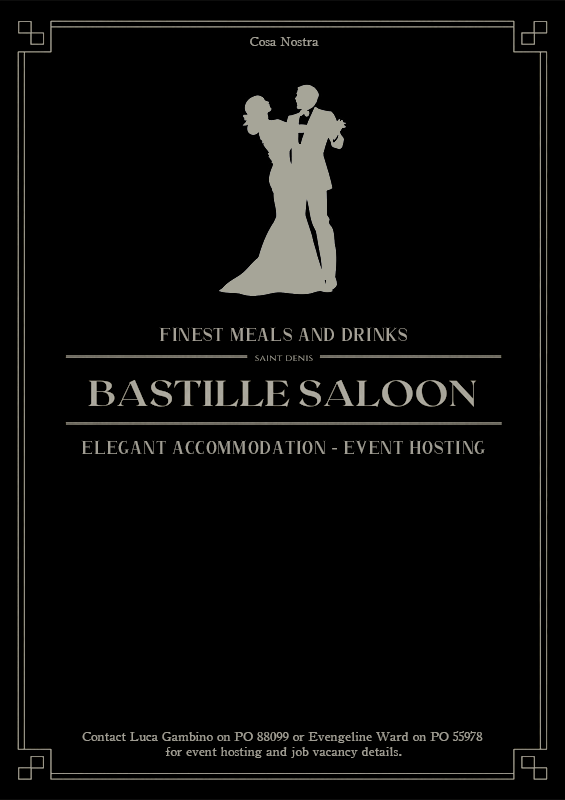 Cosa Nostra
FINEST MEALS AND DRINKS
SAINT DENIS
BASTILLE SALOON
ELEGANT ACCOMMODATION - EVENT HOSTING
Contact Luca Gambino on PO 88099 or Evengeline Ward on PO 55978
for event hosting and job vacancy details.